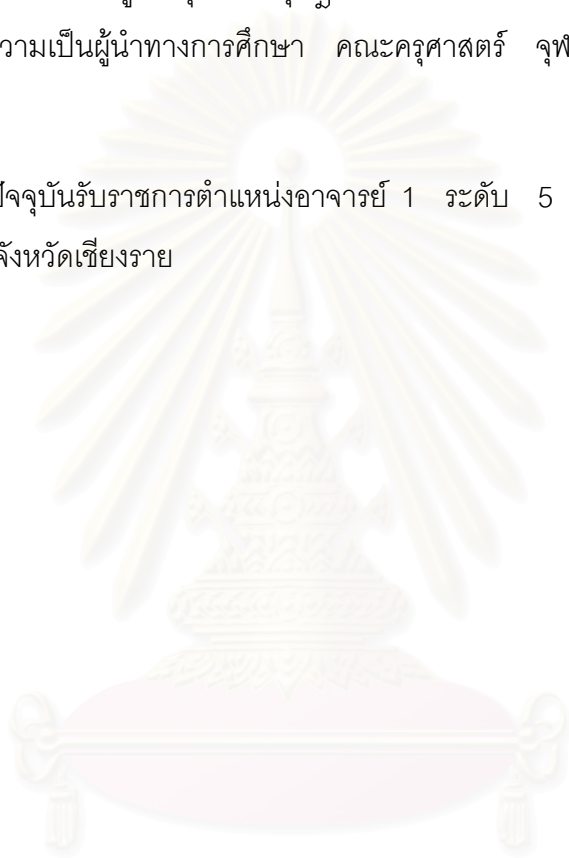 ความเป็นผู้นำทางการศึกษา คณะครุศาสตร์
ปัจจุบันรับราชการตำแหน่งอาจารย์ 1 ระดับ 5
จังหวัดเชียงราย